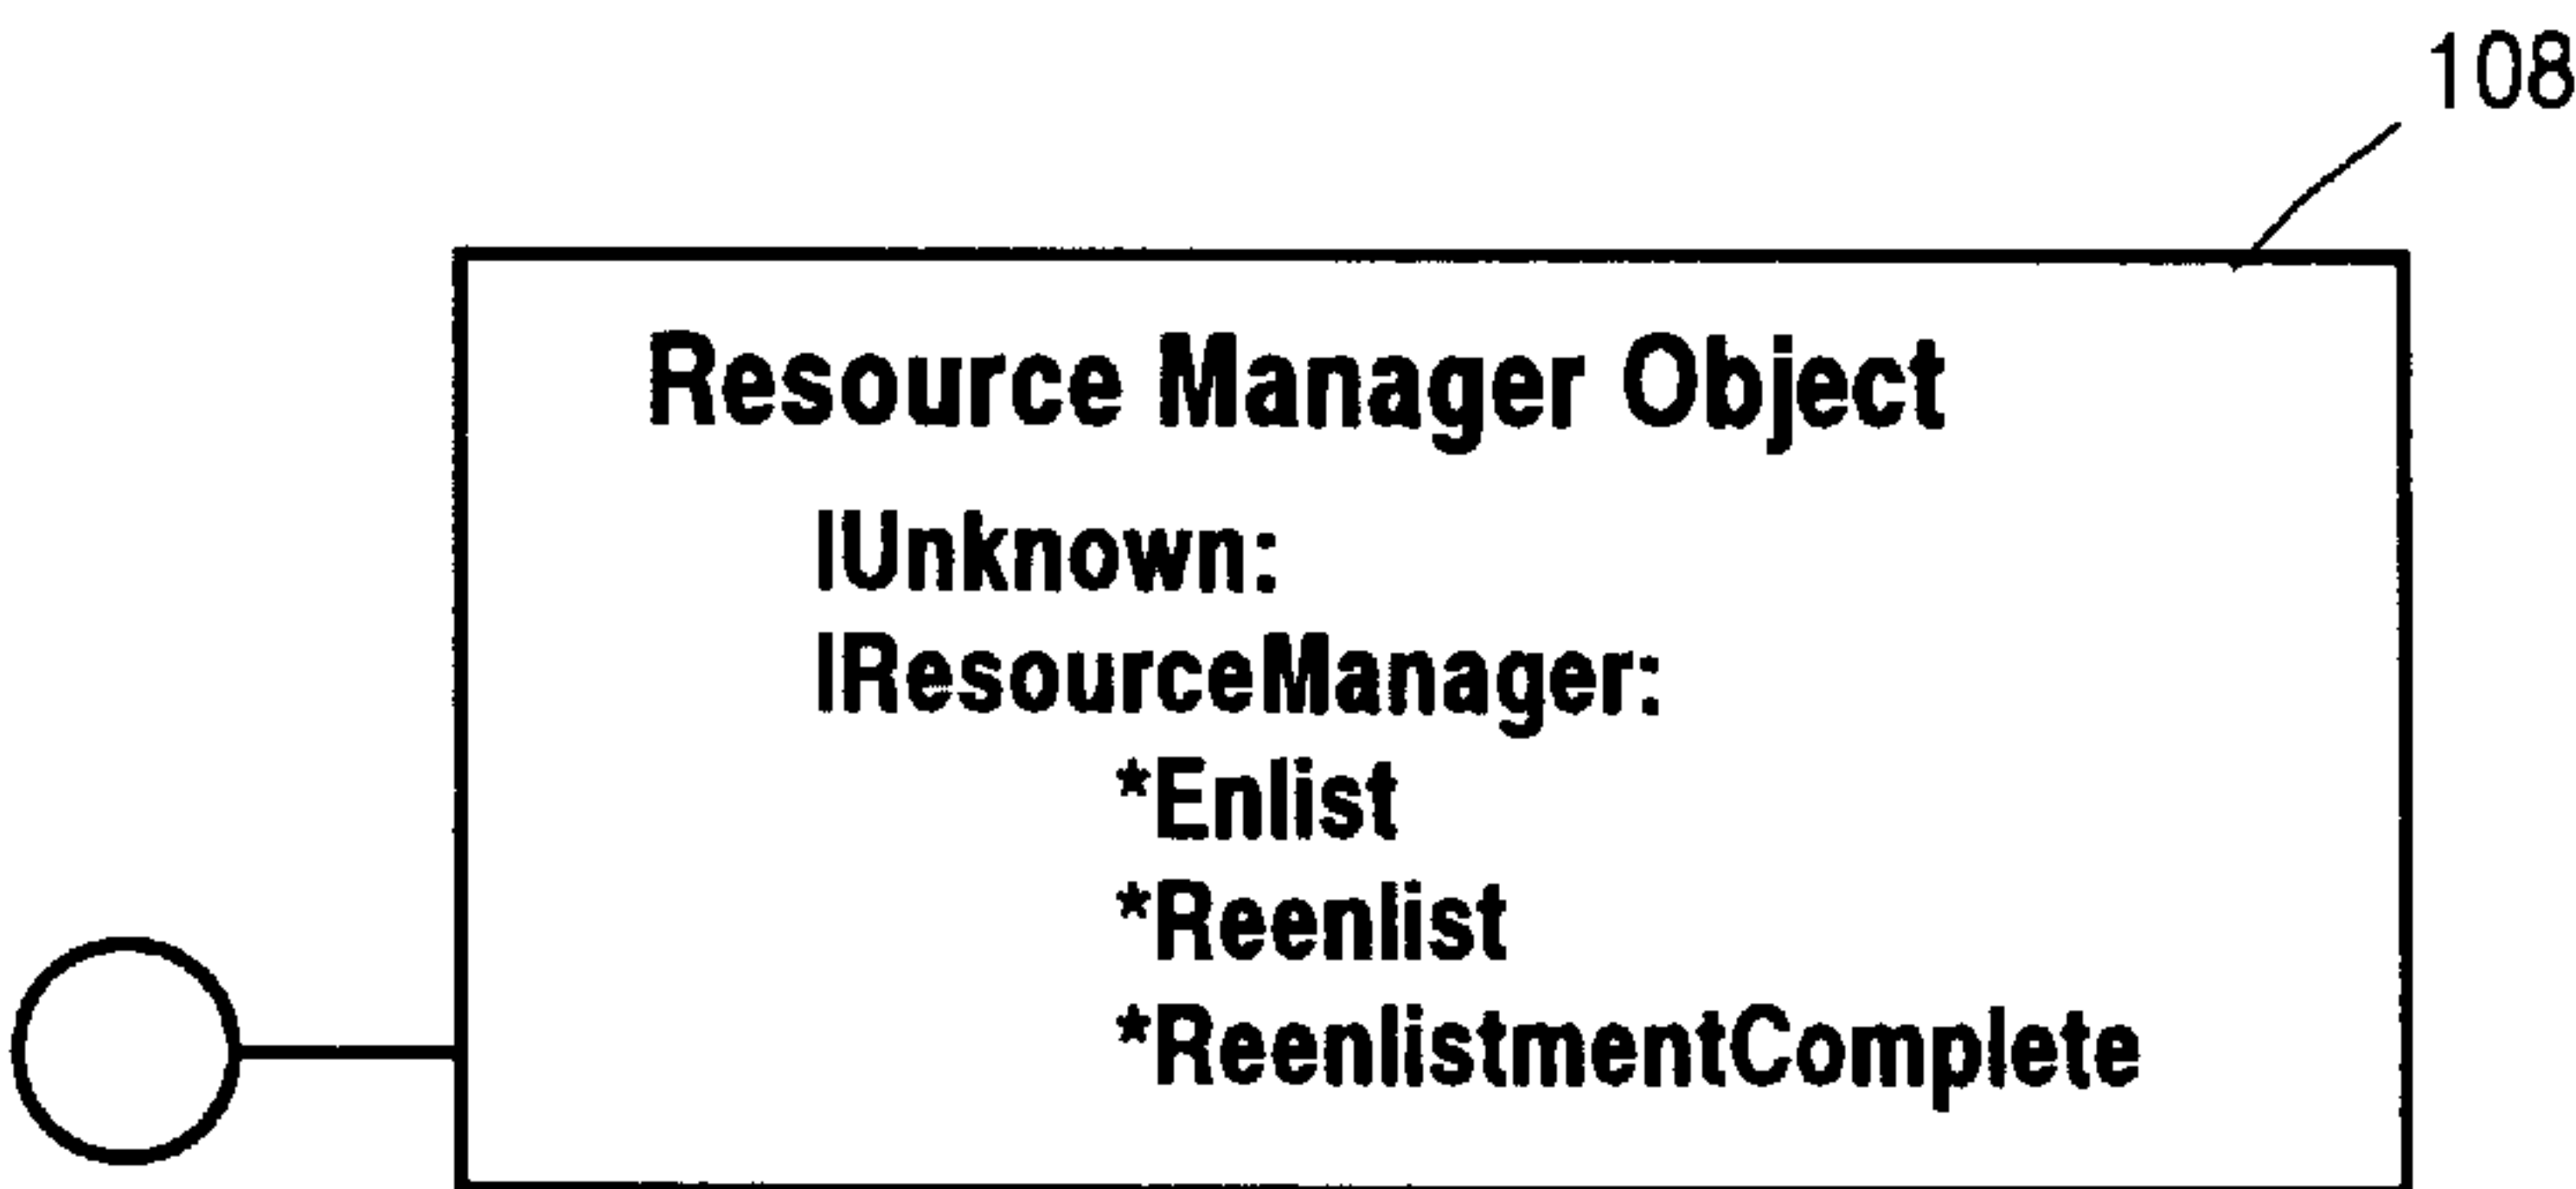 108
Resource Manager Object
IUnknown:
IResourceManager:
*Enlist
*Reenlist
*ReenlistmentComplete